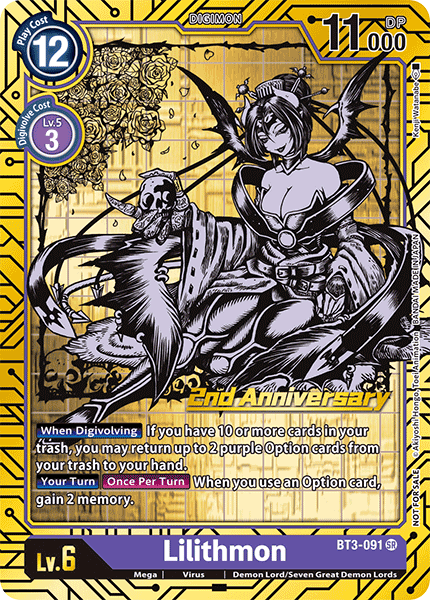 Play Cost
12
DIGIMON
DP
11000
Digivolve Cost
Lv.5
3
Kenji Watanabe
©Akiyoshi Hongo, Toei Animation BANDAI MADE IN JAPAN
NOT FOR SALE
2nd Anniversary
When Digivolving If you have 10 or more cards in your
trash, you may return up to 2 purple Option cards from
your trash to your hand.
Your Turn Once Per Turn When you use an Option card,
gain 2 memory.
Lilithmon
BT3-091 SR
Lv.6
Mega | Virus | Demon Lord/Seven Great Demon Lords